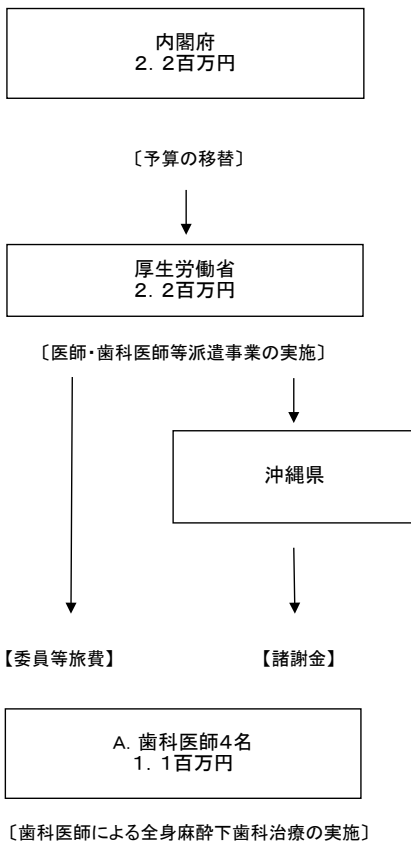 内閣府
２．２百万円
〔予算の移替〕
厚生労働省
２．２百万円
〔医師・歯科医師等派遣事業の実施〕
沖縄県
【委員等旅費】
【諸謝金】
A. 歯科医師４名
１．１百万円
〔歯科医師による全身麻酔下歯科治療の実施〕